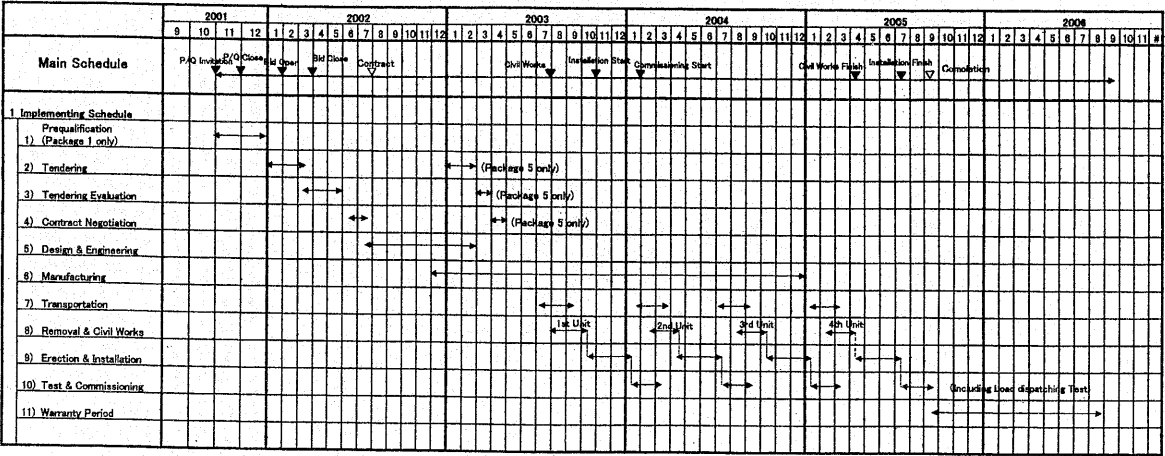 2001 2002 2003 2004 2005 2006
9 10 11 12 1 2 3 4 5 6 7 8 9 10 11 12 1 2 3 4 5 6 7 8 9 10 11 12 1 2 3 4 5 6 7 8 9 10 11 12 1 2 3 4 5 6 7 8 9 10 11 12 1 2 3 4 5 6 7 8 9 10 11 #
Main Schedule
P/Q Invitation P/Q Close Bid Open Bid Close Contract Civil Works Installation Start Commissioning Start Civil Works Finish Installation Finish Comolation
1 Implementing Schedule
Prequalification
1) (Package 1 only)
2) Tendering (Package 5 only)
3) Tendering Evaluation (Package 5 only)
4) Contract Negotiation (Package 5 only)
5) Design & Engineering
6) Manufacturing
7) Transportation
1st Unit 2nd Unit 3rd Unit 4th Unit
8) Removal & Civil Works
9) Erection & Installation
10) Test & Commissioning (Including Load dispatching Test)
11) Warranty Period